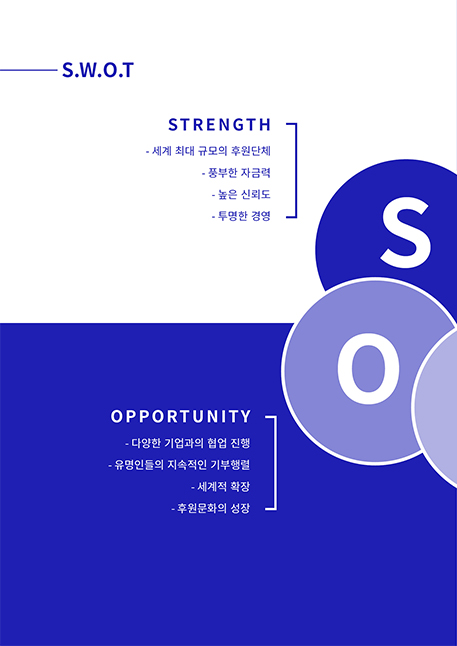 S.W.O.T
STRENGTH
- 세계 최대 규모의 후원단체
- 풍부한 자금력
- 높은 신뢰도
- 투명한 경영
S
O
OPPORTUNITY
- 다양한 기업과의 협업 진행
- 유명인들의 지속적인 기부행렬
- 세계적 확장
- 후원문화의 성장